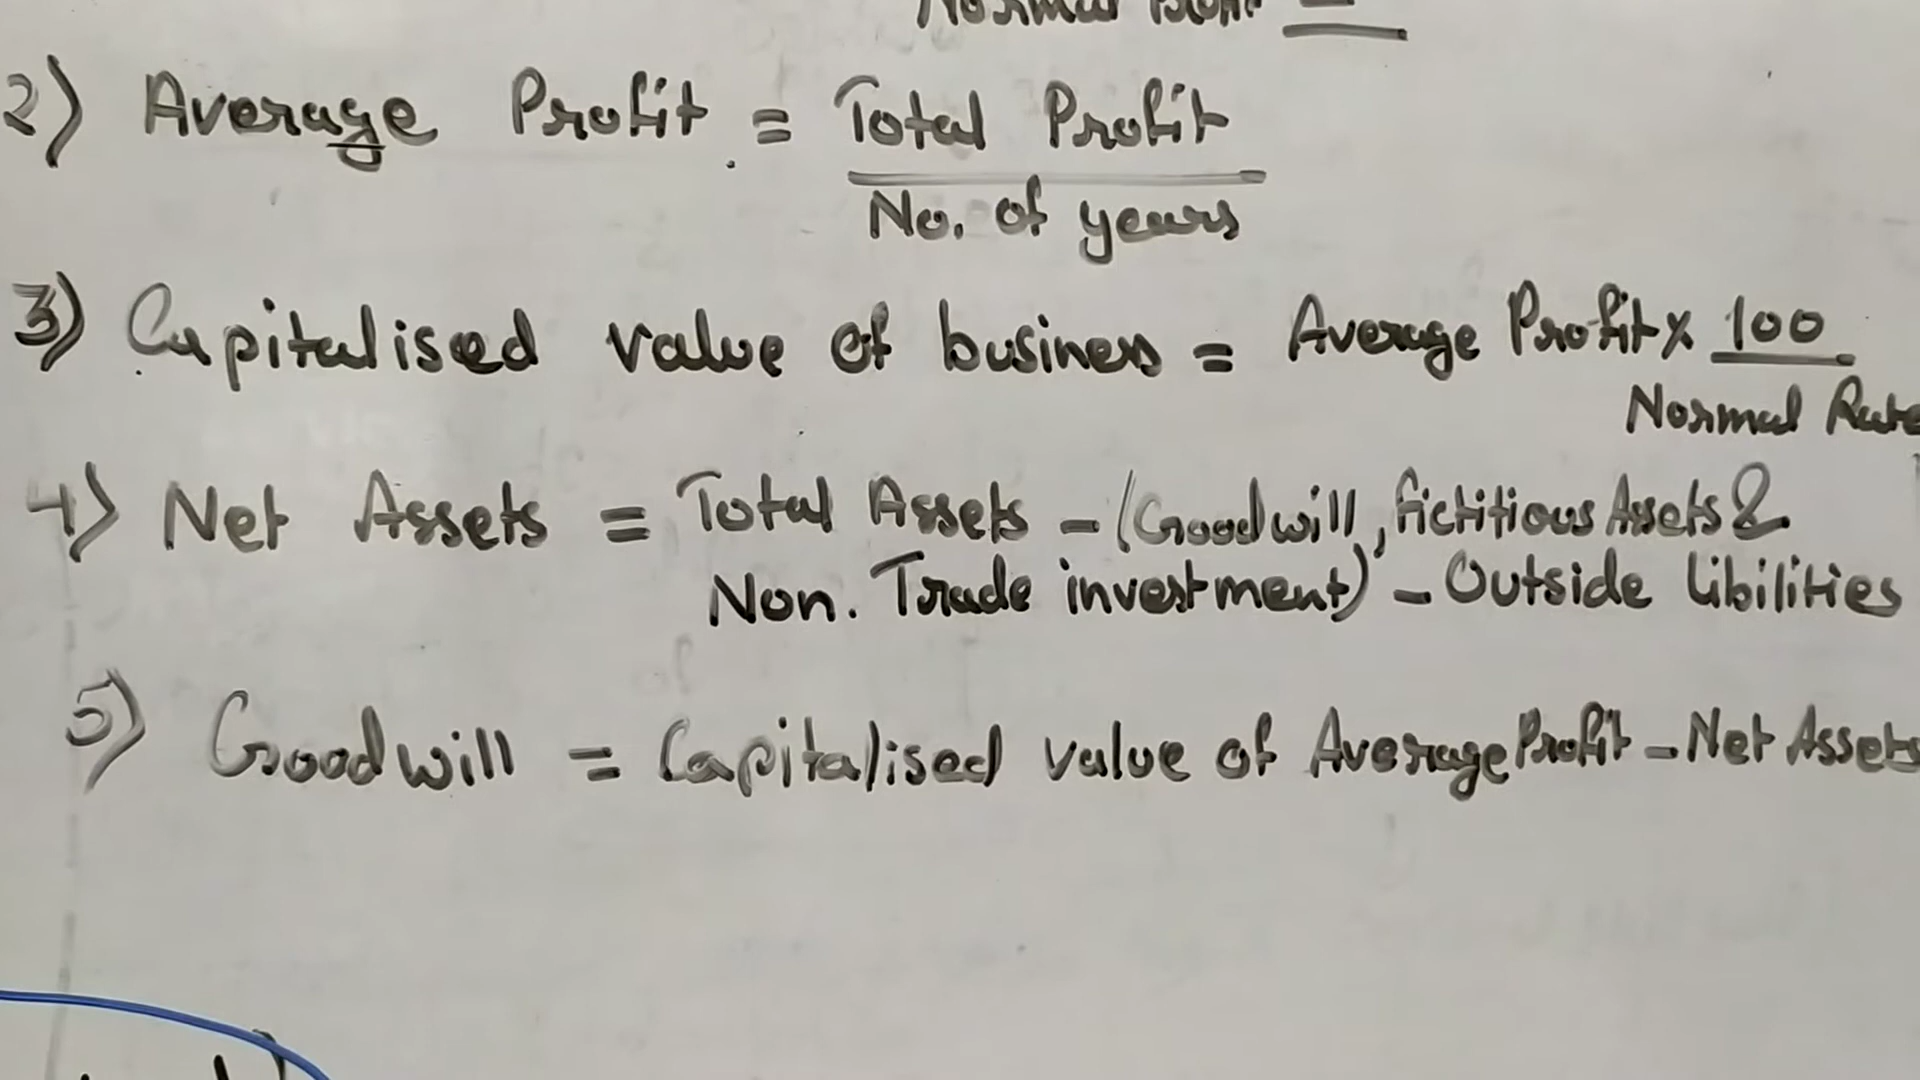 Normal
2) Average Profit = Total Profit
No. of years
3) Capitalised value of business = Average Profit x 100
Normal Rate
4) Net Assets = Total Assets - (Goodwill, fictitious Assets &
Non. Trade investment) - Outside libilities
5) Goodwill = Capitalised value of Average Profit - Net Assets